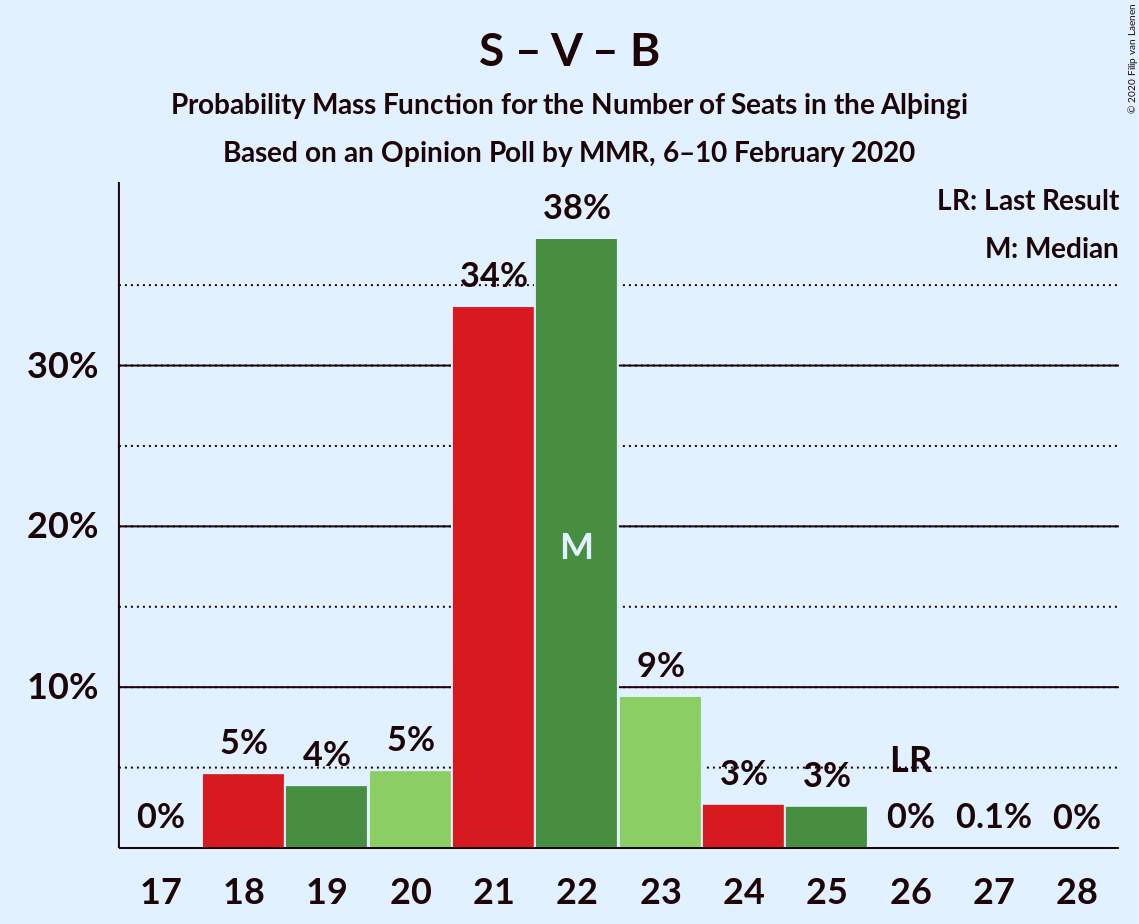 S – V – B
Probability Mass Function for the Number of Seats in the Alþingi
Based on an Opinion Poll by MMR, 6–10 February 2020
© 2020 Filip van Laenen
LR: Last Result
M: Median
38%
34%
30%
20%
M
10%
9%
5%
4%
5%
3%
3%
LR
0%
0%
0.1%
0%
17 18 19 20 21 22 23 24 25 26 27 28